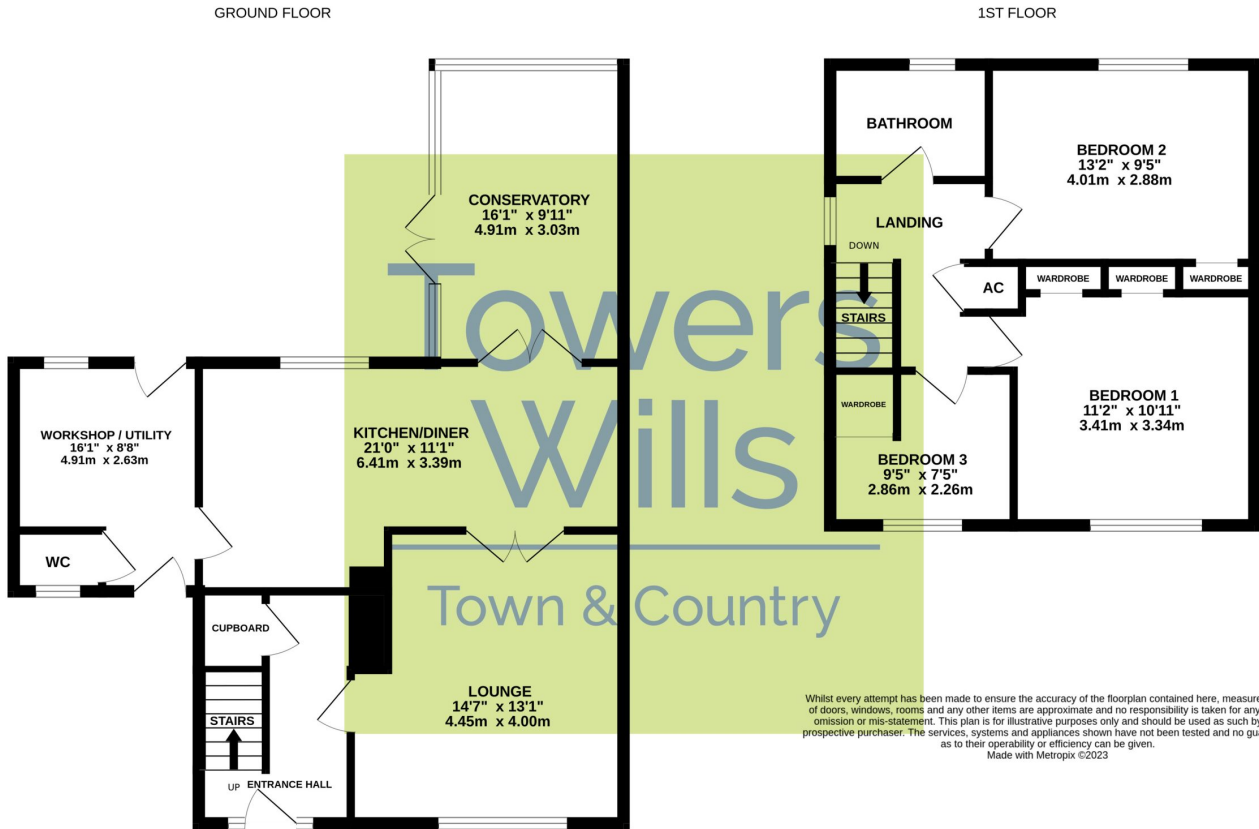 GROUND FLOOR
1ST FLOOR
CONSERVATORY
16'1" x 9'11"
4.91m x 3.03m
WORKSHOP / UTILITY
16'1" x 8'8"
4.91m x 2.63m
KITCHEN/DINER
21'0" x 11'1"
6.41m x 3.39m
WC
CUPBOARD
STAIRS
UP
ENTRANCE HALL
LOUNGE
14'7" x 13'1"
4.45m x 4.00m
BATHROOM
BEDROOM 2
13'2" x 9'5"
4.01m x 2.88m
LANDING
DOWN
STAIRS
AC
WARDROBE
WARDROBE
WARDROBE
WARDROBE
BEDROOM 1
11'2" x 10'11"
3.41m x 3.34m
BEDROOM 3
9'5" x 7'5"
2.86m x 2.26m
Towers
Wills
Town & Country
Whilst every attempt has been made to ensure the accuracy of the floorplan contained here, measure
of doors, windows, rooms and any other items are approximate and no responsibility is taken for any
omission or mis-statement. This plan is for illustrative purposes only and should be used as such by
prospective purchaser. The services, systems and appliances shown have not been tested and no gua
as to their operability or efficiency can be given.
Made with Metropix ©2023